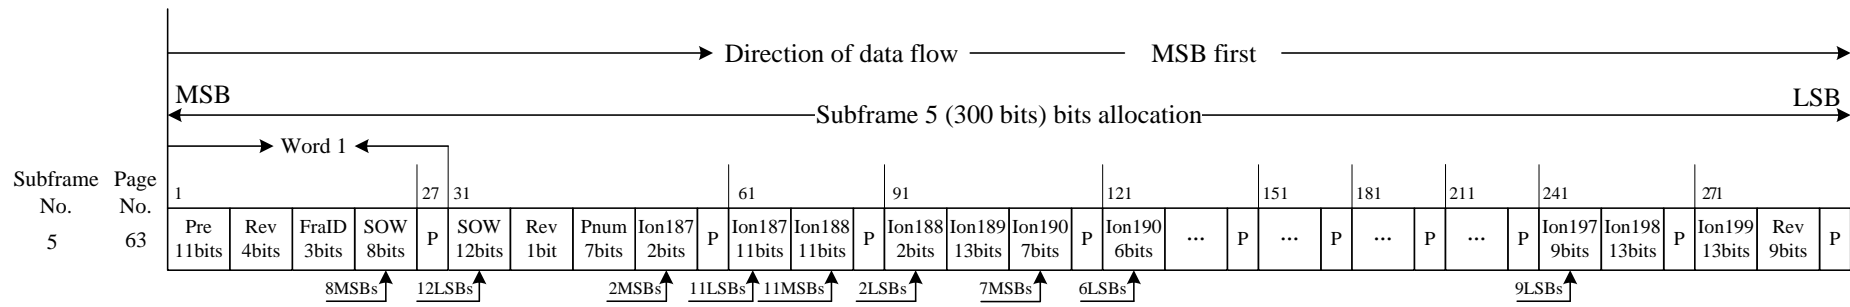 Direction of data flow MSB first
MSB LSB
Subframe 5 (300 bits) bits allocation
Word 1
Subframe No. Page No.
1 27 31 61 91 121 151 181 211 241 271
5 63 Pre 11bits Rev 4bits FraID 3bits SOW 8bits P SOW 12bits Rev 1bit Pnum 7bits Ion187 2bits P Ion187 11bits Ion188 11bits P Ion188 2bits Ion189 13bits Ion190 7bits P Ion190 6bits ... P ... P ... P ... P Ion197 9bits Ion198 13bits P Ion199 13bits Rev 9bits P
8MSBs 12LSBs 2MSBs 11LSBs 11MSBs 2LSBs 7MSBs 6LSBs 9LSBs